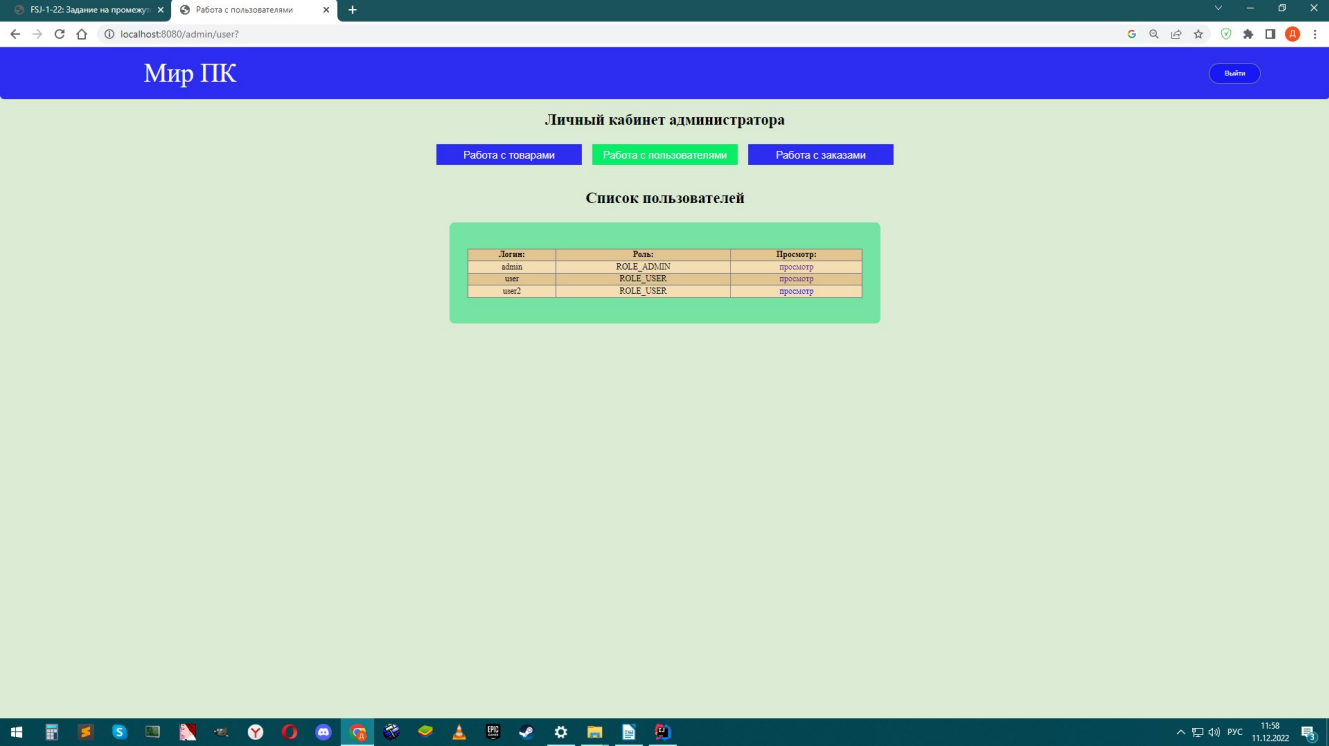 FSJ-1-22: Задание на промежут
Работа с пользователями
localhost:8080/admin/user?
Мир ПК
Выйти
Личный кабинет администратора
Работа с товарами
Работа с пользователями
Работа с заказами
Список пользователей
Логин: Роль: Просмотр:
admin ROLE_ADMIN просмотр
user ROLE_USER просмотр
user2 ROLE_USER просмотр
РУС
11:58
11.12.2022